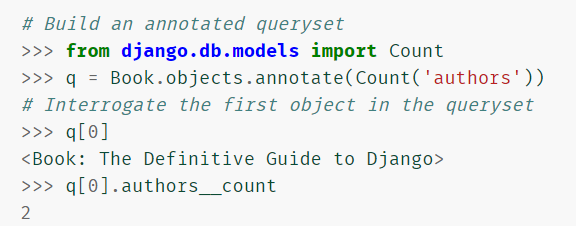 # Build an annotated queryset
>>> from django.db.models import Count
>>> q = Book.objects.annotate(Count('authors'))
# Interrogate the first object in the queryset
>>> q[0]
<Book: The Definitive Guide to Django>
>>> q[0].authors__count
2